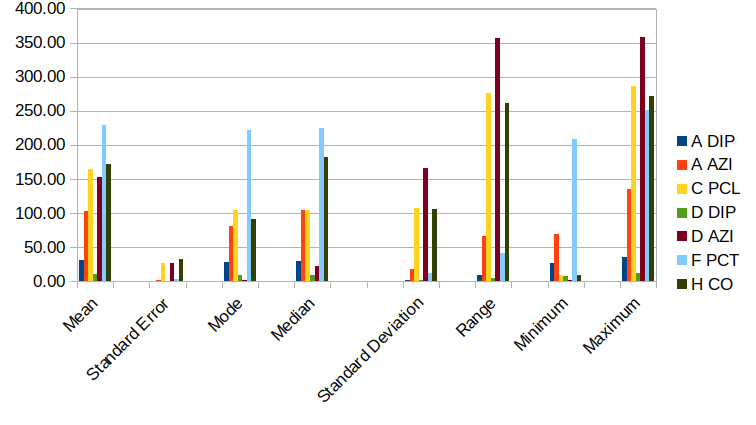 400.00
350.00
300.00
250.00
200.00
150.00
100.00
50.00
0.00
Mean
Standard Error
Mode
Median
Standard Deviation
Range
Minimum
Maximum
A DIP
A AZI
C PCL
D DIP
D AZI
F PCT
H CO